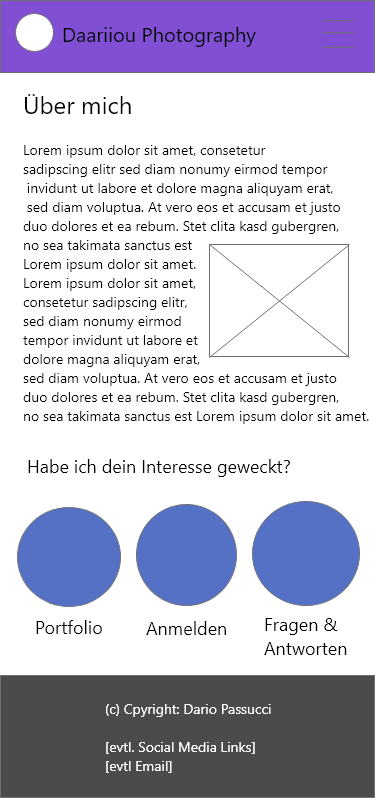 Daariiou Photography
Über mich
Lorem ipsum dolor sit amet, consetetur
sadipscing elitr sed diam nonumy eirmod tempor
invidunt ut labore et dolore magna aliquyam erat,
sed diam voluptua. At vero eos et accusam et justo
duo dolores et ea rebum. Stet clita kasd gubergren,
no sea takimata sanctus est
Lorem ipsum dolor sit amet.
Lorem ipsum dolor sit amet,
consetetur sadipscing elitr,
sed diam nonumy eirmod
tempor invidunt ut labore et
dolore magna aliquyam erat,
sed diam voluptua. At vero eos et accusam et justo
duo dolores et ea rebum. Stet clita kasd gubergren,
no sea takimata sanctus est Lorem ipsum dolor sit amet.
Habe ich dein Interesse geweckt?
Portfolio
Anmelden
Fragen &
Antworten
(c) Cpyright: Dario Passucci
[evtl. Social Media Links]
[evtl Email]